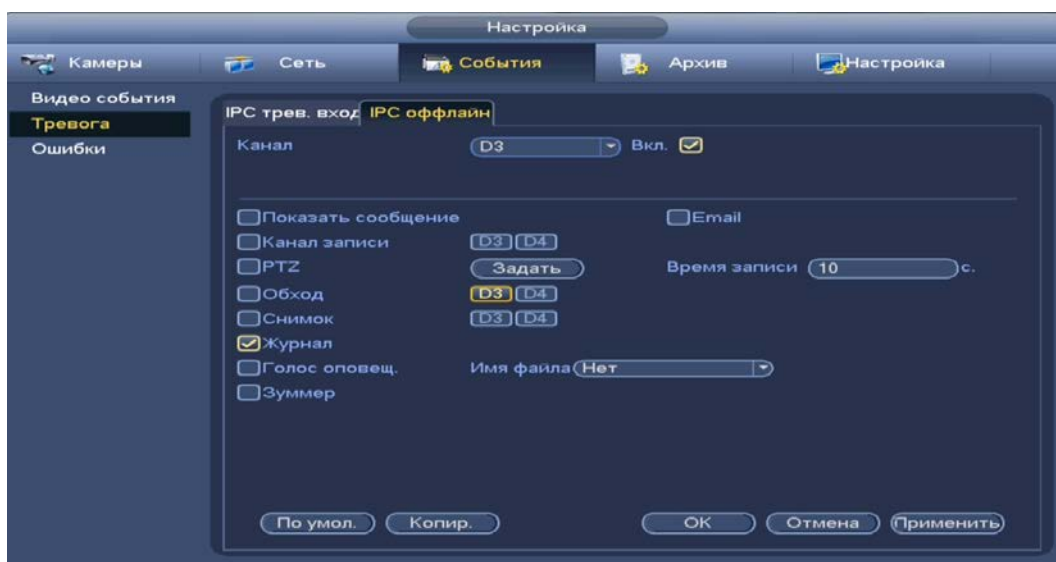 Настройка
Камеры Сеть События Архив Настройка
Видео события
Тревога
Ошибки
IPC трев. вход IPC оффлайн
Канал D3 Вкл.
Показать сообщение Email
Канал записи D3 D4
PTZ Задать Время записи 10 с.
Обход D3 D4
Снимок D3 D4
Журнал
Голос оповещ. Имя файла Нет
Зуммер
По умол. Копир. OK Отмена Применить